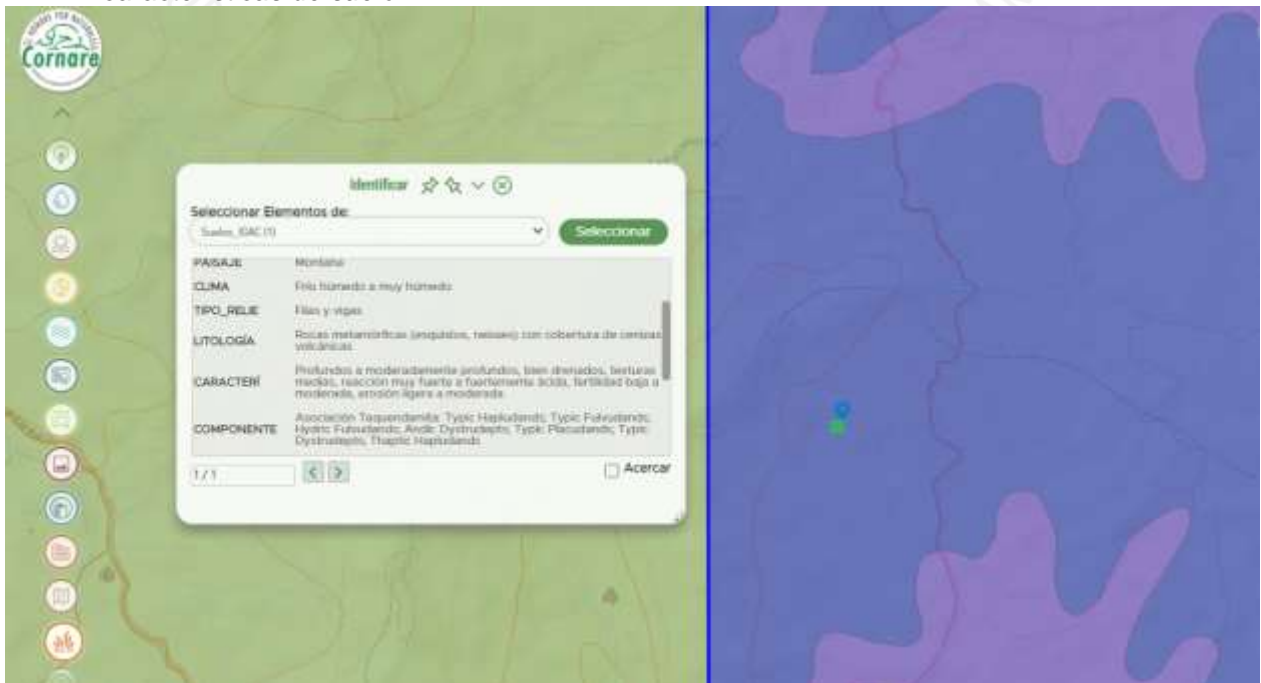 Cornare
Identificar
Seleccionar Elementos de:
Suelos_IGAC (1)
Seleccionar
PAISAJE Montaña
CLIMA Frío húmedo a muy húmedo
TIPO_RELIE Filas y vigas
LITOLOGÍA Rocas metamórficas (esquistos, neises) con cobertura de cenizas
volcánicas
CARACTERÍ Profundos a moderadamente profundos, bien drenados, texturas
medias, reacción muy fuerte a fuertemente ácida, fertilidad baja a
moderada, erosión ligera a moderada.
COMPONENTE Asociación Tequendamita: Typic Hapludands; Typic Fulvudands;
Hydric Fulvudands; Andic Dystrudepts; Typic Placudands; Typic
Dystrudepts; Thaptic Hapludands
1 / 1
Acercar